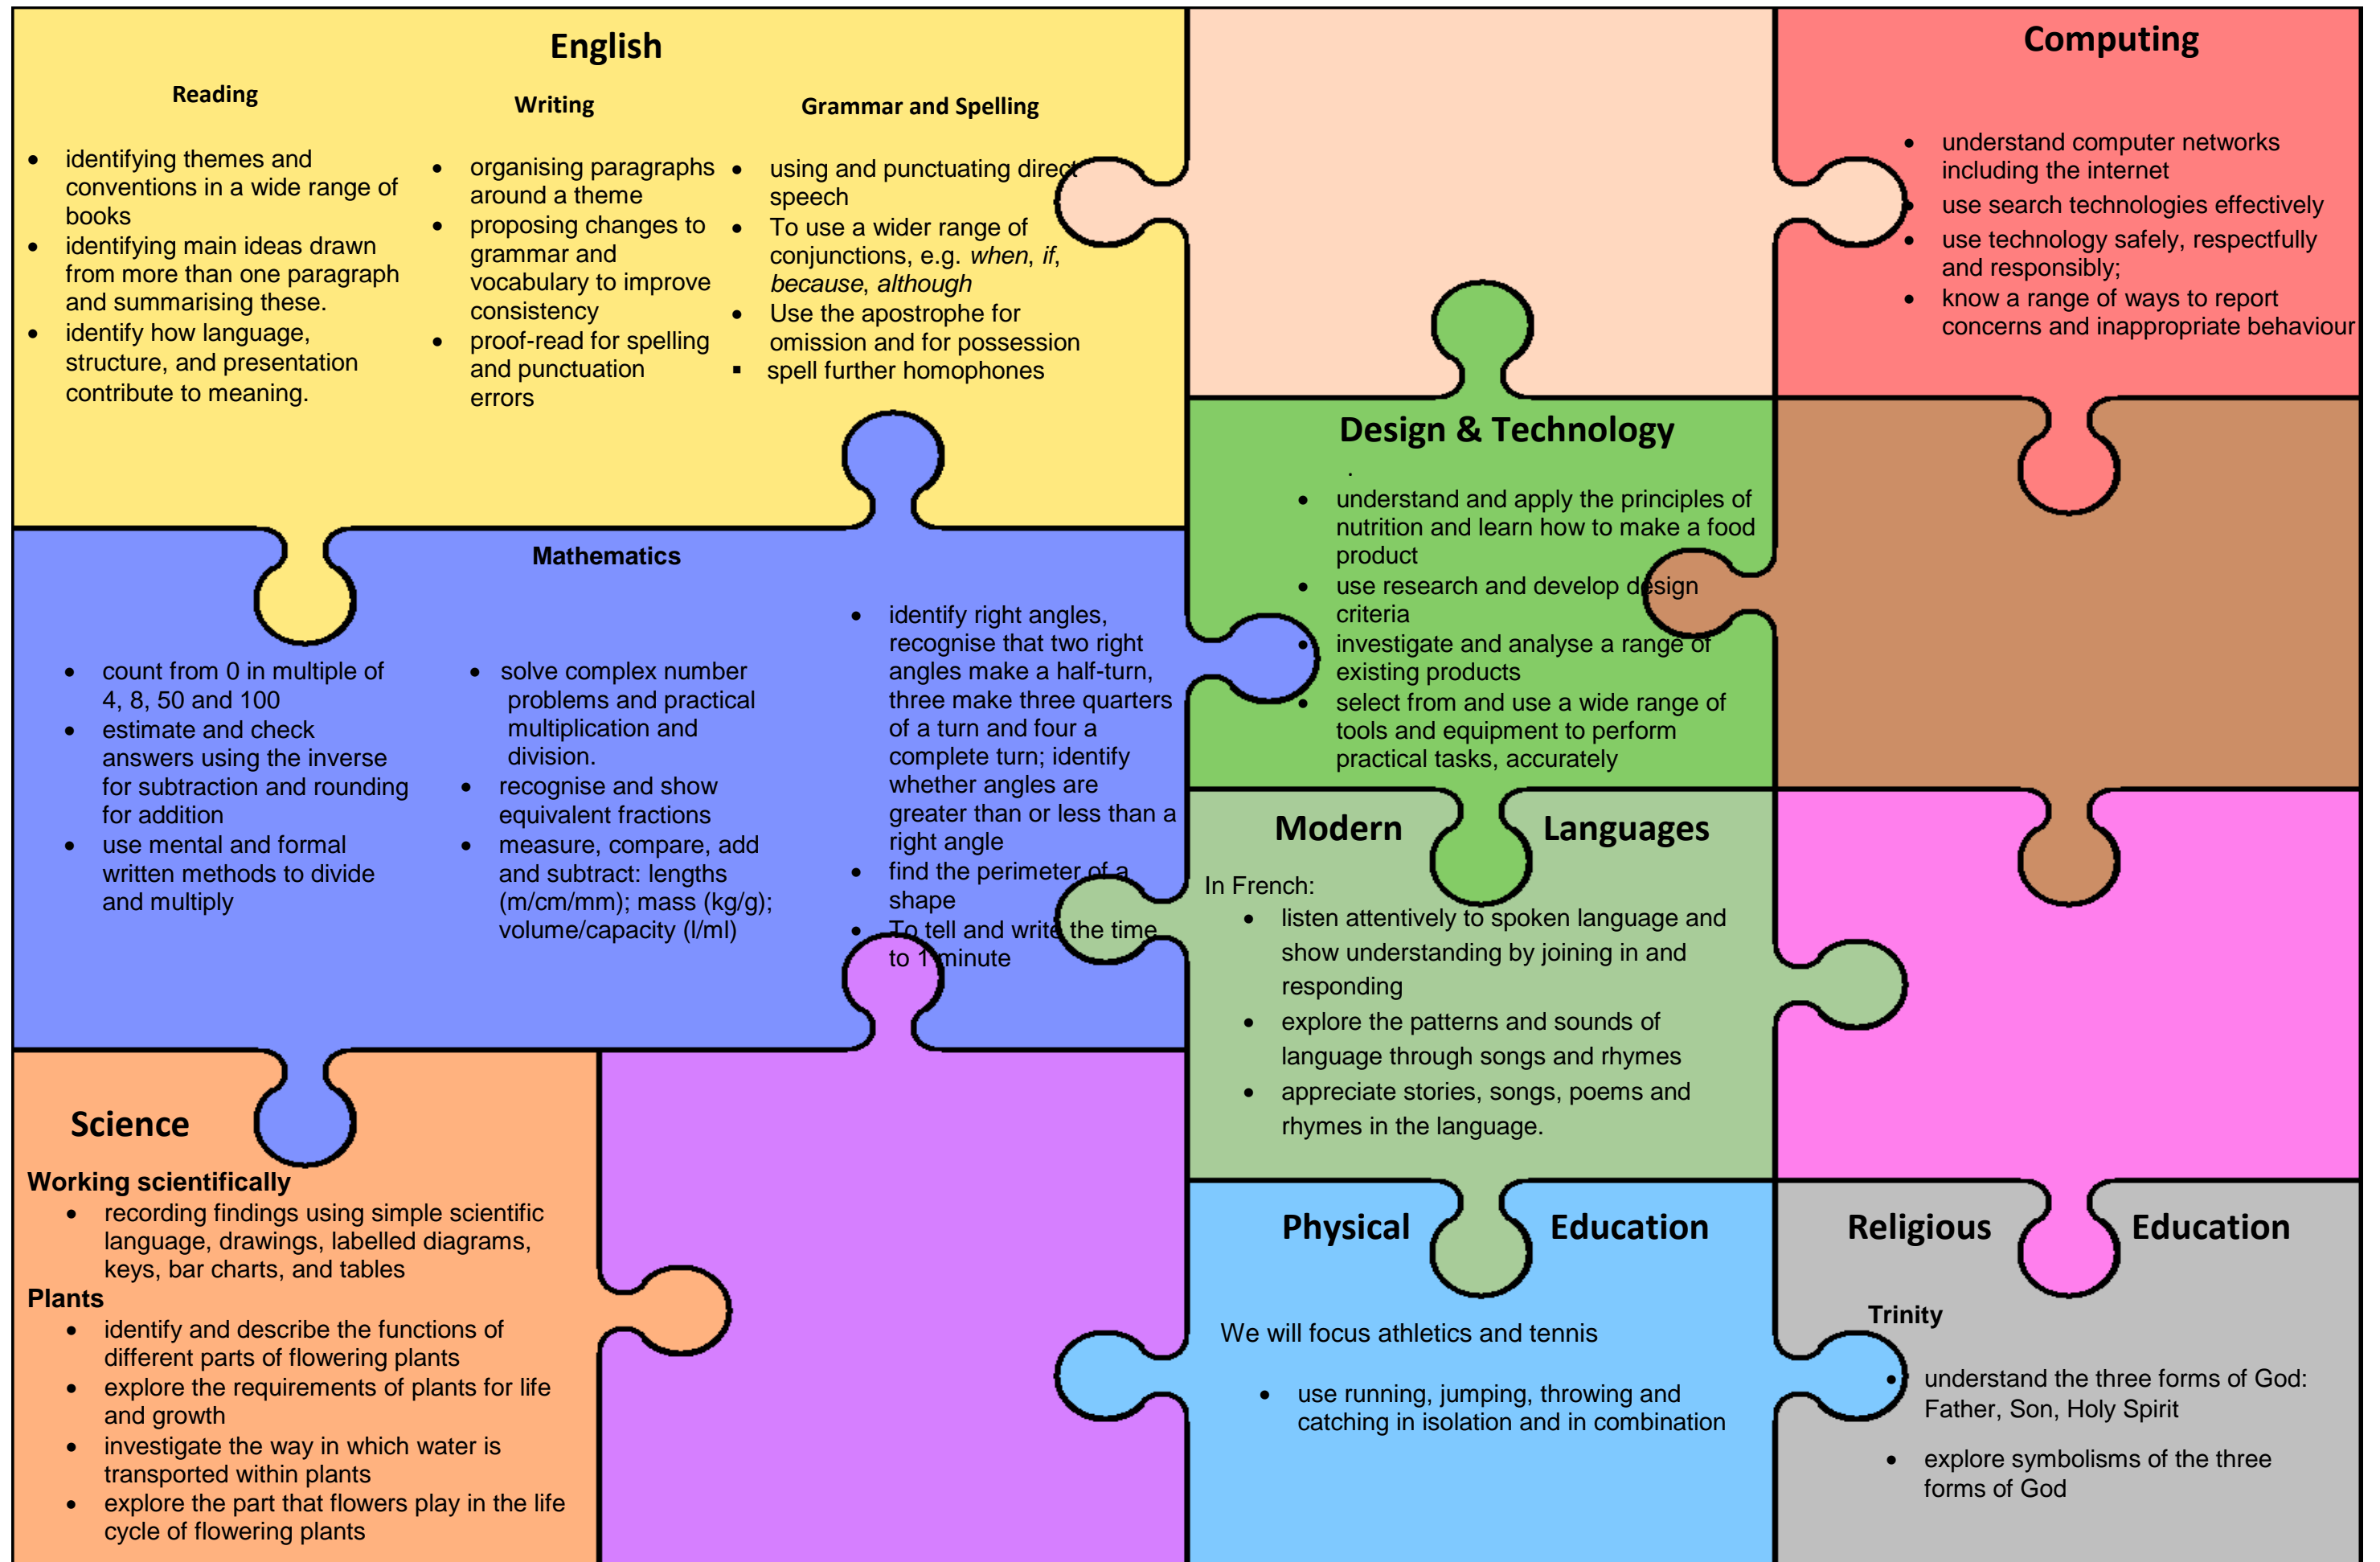 English
Reading
identifying themes and
conventions in a wide range of
books
identifying main ideas drawn
from more than one paragraph
and summarising these.
identify how language,
structure, and presentation
contribute to meaning.
Writing
organising paragraphs
around a theme
proposing changes to
grammar and
vocabulary to improve
consistency
proof-read for spelling
and punctuation
errors
Grammar and Spelling
using and punctuating direct
speech
To use a wider range of
conjunctions, e.g. when, if,
because, although
Use the apostrophe for
omission and for possession
spell further homophones
Computing
understand computer networks
including the internet
use search technologies effectively
use technology safely, respectfully
and responsibly;
know a range of ways to report
concerns and inappropriate behaviour
Mathematics
count from 0 in multiple of
4, 8, 50 and 100
estimate and check
answers using the inverse
for subtraction and rounding
for addition
use mental and formal
written methods to divide
and multiply
solve complex number
problems and practical
multiplication and
division.
recognise and show
equivalent fractions
measure, compare, add
and subtract: lengths
(m/cm/mm); mass (kg/g);
volume/capacity (l/ml)
identify right angles,
recognise that two right
angles make a half-turn,
three make three quarters
of a turn and four a
complete turn; identify
whether angles are
greater than or less than a
right angle
find the perimeter of a
shape
To tell and write the time
to 1 minute
Design & Technology
.
understand and apply the principles of
nutrition and learn how to make a food
product
use research and develop design
criteria
investigate and analyse a range of
existing products
select from and use a wide range of
tools and equipment to perform
practical tasks, accurately
Modern Languages
In French:
listen attentively to spoken language and
show understanding by joining in and
responding
explore the patterns and sounds of
language through songs and rhymes
appreciate stories, songs, poems and
rhymes in the language.
Science
Working scientifically
recording findings using simple scientific
language, drawings, labelled diagrams,
keys, bar charts, and tables
Plants
identify and describe the functions of
different parts of flowering plants
explore the requirements of plants for life
and growth
investigate the way in which water is
transported within plants
explore the part that flowers play in the life
cycle of flowering plants
Physical Education
We will focus athletics and tennis
use running, jumping, throwing and
catching in isolation and in combination
Religious Education
Trinity
understand the three forms of God:
Father, Son, Holy Spirit
explore symbolisms of the three
forms of God